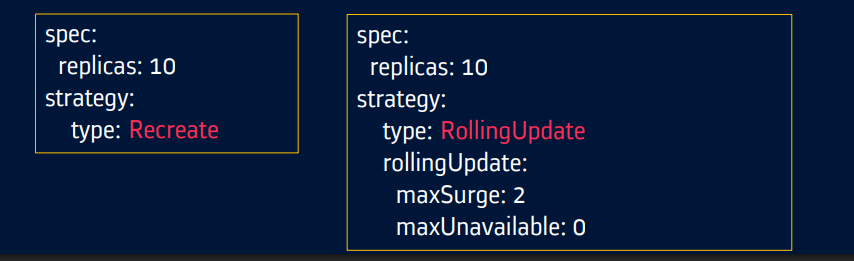 spec:
  replicas: 10
strategy:
    type: Recreate
spec:
  replicas: 10
strategy:
    type: RollingUpdate
    rollingUpdate:
      maxSurge: 2
      maxUnavailable: 0